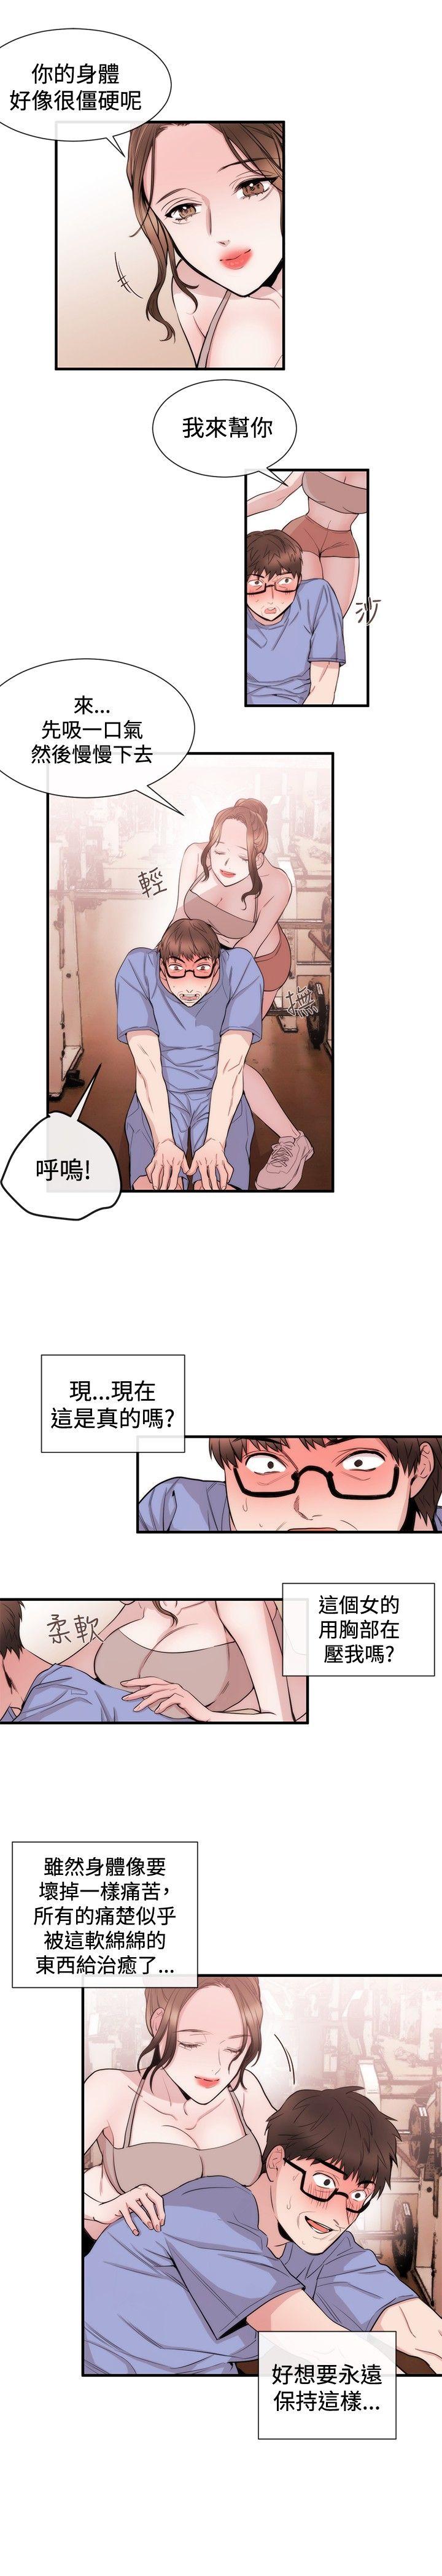 你的身體
好像很僵硬呢
我來幫你
沙
來...
先吸一口氣
然後慢慢下去
輕
撫
呼嗚!
現...現在
這是真的嗎?
柔軟
這個女的
用胸部在
壓我嗎?
雖然身體像要
壞掉一樣痛苦,
所有的痛楚似乎
被這軟綿綿的
東西給治癒了...
好想要永遠
保持這樣...